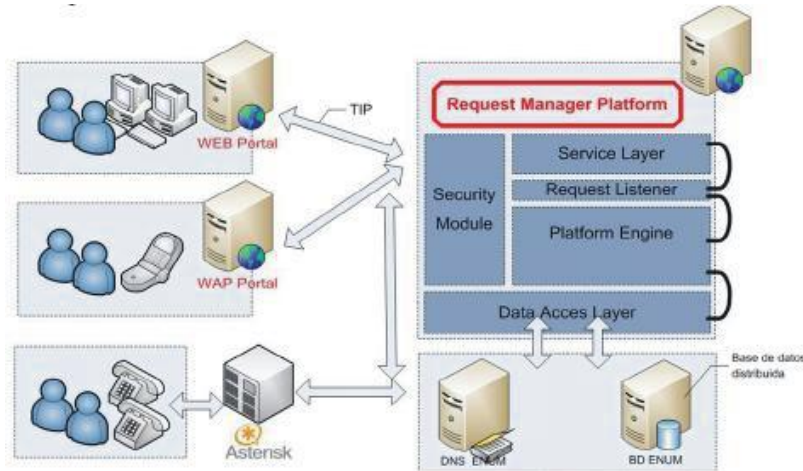 WEB Portal
TIP
WAP Portal
Asterisk
Request Manager Platform
Security
Module
Service Layer
Request Listener
Platform Engine
Data Acces Layer
DNS ENUM
BD ENUM
Base de datos
distribuida